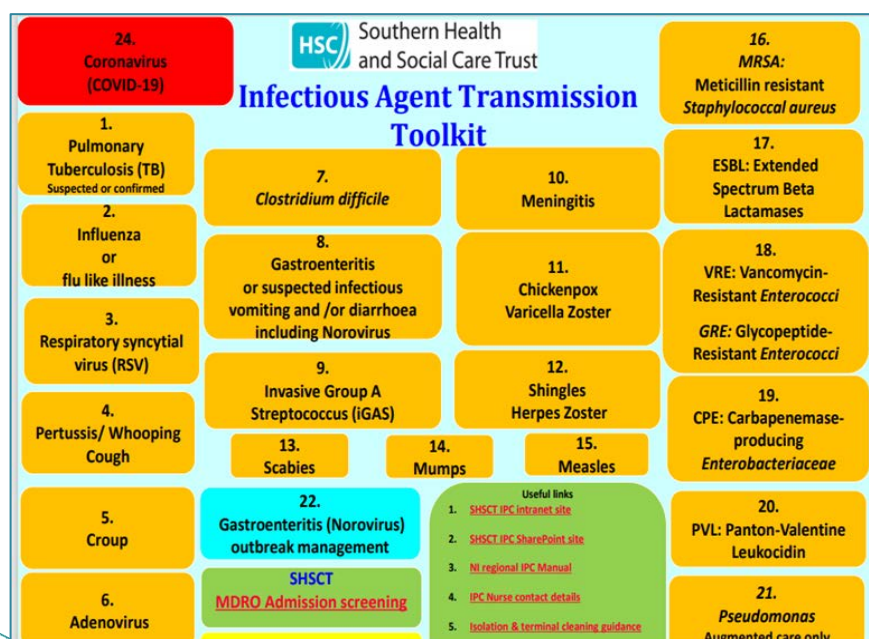 HSC
Southern Health
and Social Care Trust
Infectious Agent Transmission
Toolkit
24.
Coronavirus
(COVID-19)
1.
Pulmonary
Tuberculosis (TB)
Suspected or confirmed
2.
Influenza
or
flu like illness
3.
Respiratory syncytial
virus (RSV)
4.
Pertussis/ Whooping
Cough
5.
Croup
6.
Adenovirus
7.
Clostridium difficile
8.
Gastroenteritis
or suspected infectious
vomiting and /or diarrhoea
including Norovirus
9.
Invasive Group A
Streptococcus (iGAS)
10.
Meningitis
11.
Chickenpox
Varicella Zoster
12.
Shingles
Herpes Zoster
13.
Scabies
14.
Mumps
15.
Measles
22.
Gastroenteritis (Norovirus)
outbreak management
SHSCT
MDRO Admission screening
Useful links
1. SHSCT IPC intranet site
2. SHSCT IPC SharePoint site
3. NI regional IPC Manual
4. IPC Nurse contact details
5. Isolation & terminal cleaning guidance
16.
MRSA:
Meticillin resistant
Staphylococcal aureus
17.
ESBL: Extended
Spectrum Beta
Lactamases
18.
VRE: Vancomycin-
Resistant Enterococci
GRE: Glycopeptide-
Resistant Enterococci
19.
CPE: Carbapenemase-
producing
Enterobacteriaceae
20.
PVL: Panton-Valentine
Leukocidin
21.
Pseudomonas
Augmented care only